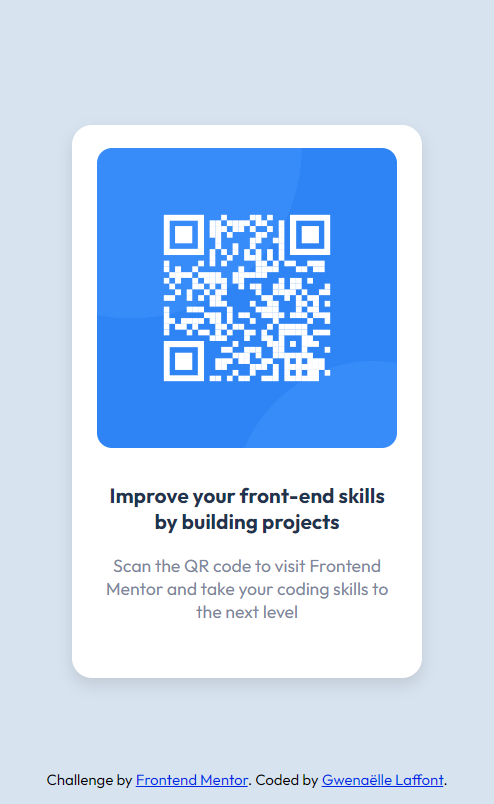 Improve your front-end skills
by building projects
Scan the QR code to visit Frontend
Mentor and take your coding skills to
the next level
Challenge by Frontend Mentor. Coded by Gwenaëlle Laffont.